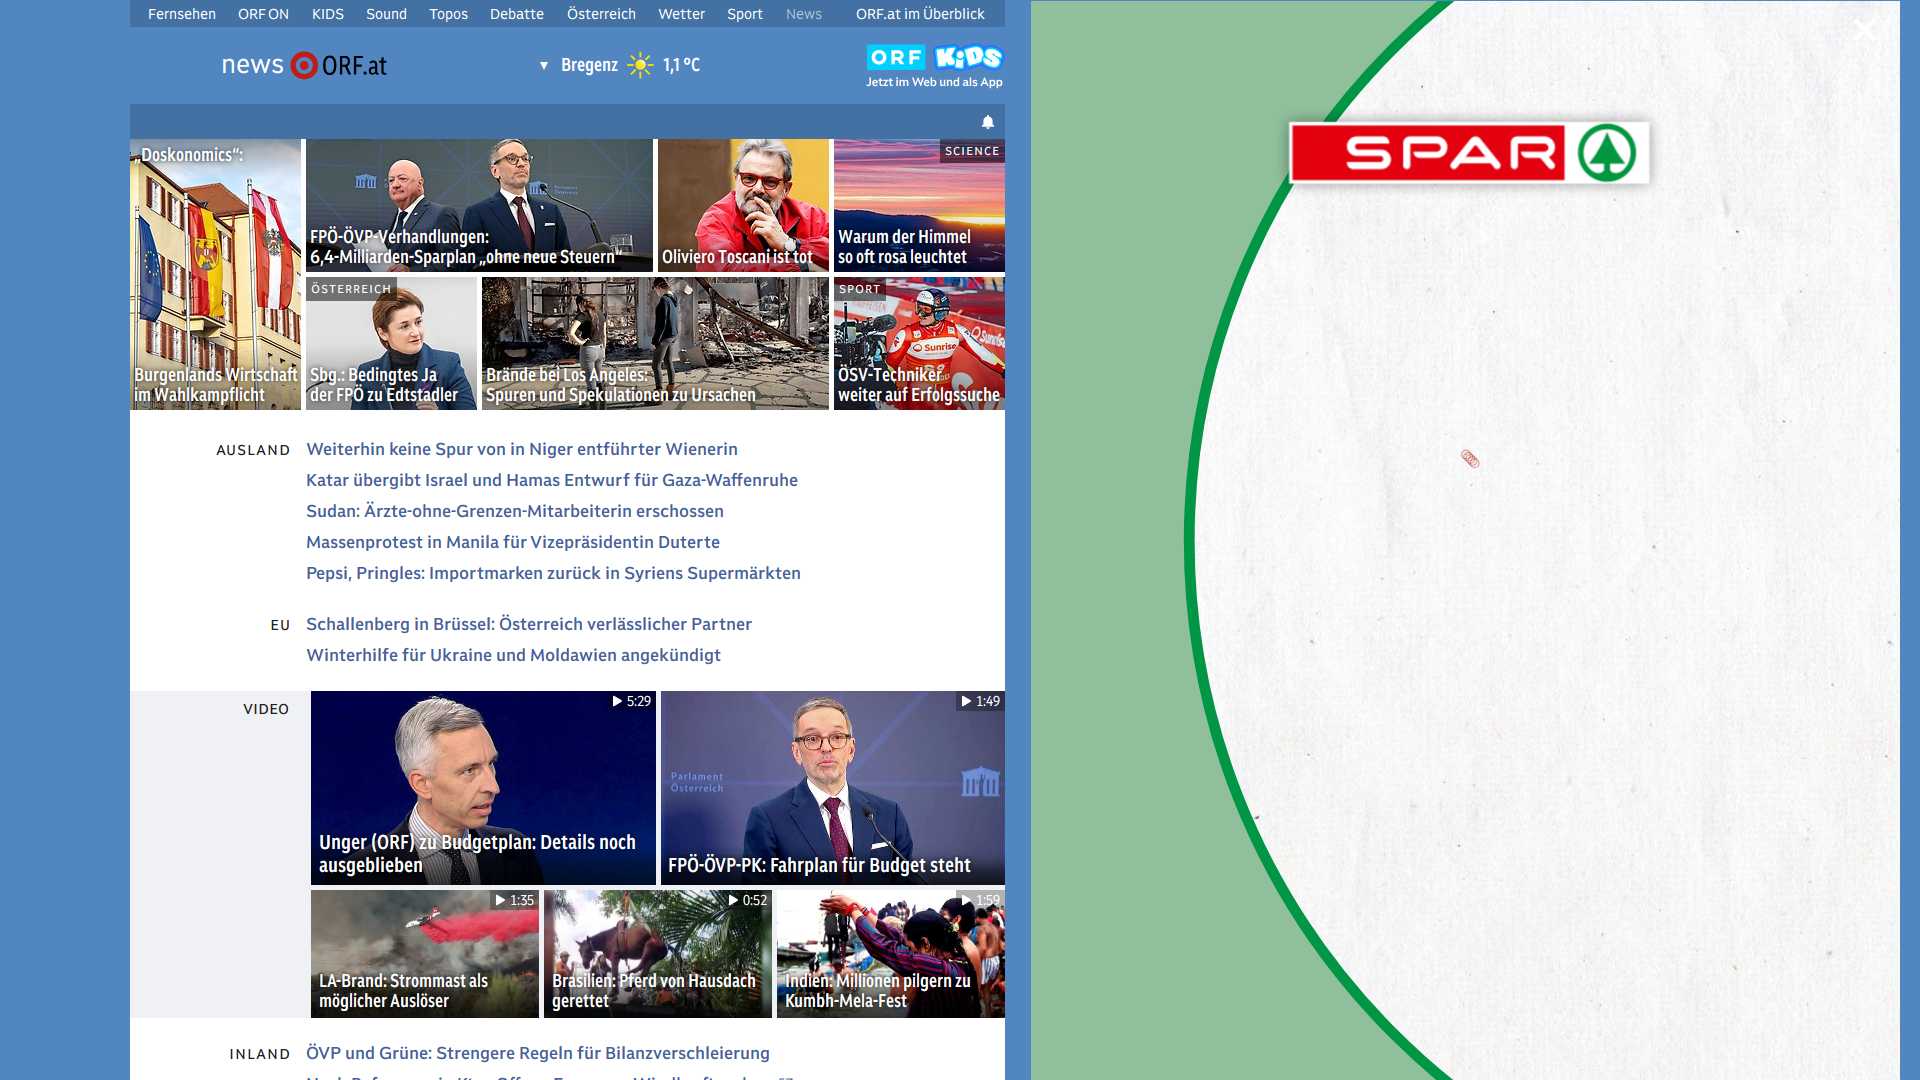 Fernsehen ORF ON KIDS Sound Topos Debatte Österreich Wetter Sport News ORF.at im Überblick
news ORF.at
▼ Bregenz 1,1 °C
ORF KiDS
Jetzt im Web und als App
„Doskonomics“:
Burgenlands Wirtschaft
im Wahlkampflicht
Parlament
Österreich
FPÖ-ÖVP-Verhandlungen:
6,4-Milliarden-Sparplan „ohne neue Steuern“
Oliviero Toscani ist tot
SCIENCE
Warum der Himmel
so oft rosa leuchtet
ÖSTERREICH
Sbg.: Bedingtes Ja
der FPÖ zu Edtstadler
Brände bei Los Angeles:
Spuren und Spekulationen zu Ursachen
SPORT
Sunrise
ÖSV-Techniker
weiter auf Erfolgssuche
AUSLAND
Weiterhin keine Spur von in Niger entführter Wienerin
Katar übergibt Israel und Hamas Entwurf für Gaza-Waffenruhe
Sudan: Ärzte-ohne-Grenzen-Mitarbeiterin erschossen
Massenprotest in Manila für Vizepräsidentin Duterte
Pepsi, Pringles: Importmarken zurück in Syriens Supermärkten
EU
Schallenberg in Brüssel: Österreich verlässlicher Partner
Winterhilfe für Ukraine und Moldawien angekündigt
VIDEO
5:29
Unger (ORF) zu Budgetplan: Details noch
ausgeblieben
1:49
Parlament
Österreich
FPÖ-ÖVP-PK: Fahrplan für Budget steht
1:35
LA-Brand: Strommast als
möglicher Auslöser
0:52
Brasilien: Pferd von Hausdach
gerettet
1:59
Indien: Millionen pilgern zu
Kumbh-Mela-Fest
INLAND
ÖVP und Grüne: Strengere Regeln für Bilanzverschleierung
SPAR